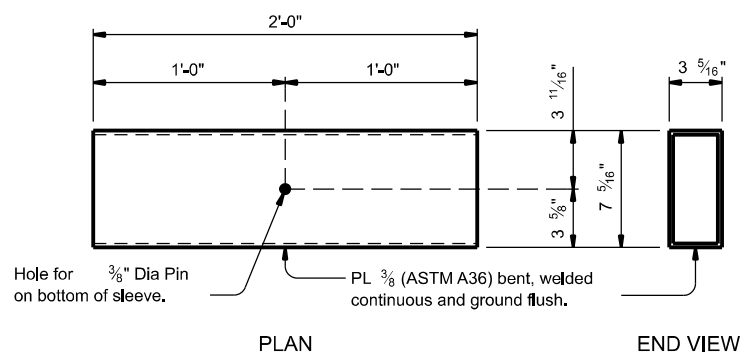 2'-0"
1'-0"
1'-0"
3 11/16"
3 5/16"
3 5/8"
7 5/16"
Hole for 3/8" Dia Pin
on bottom of sleeve.
PL 3/8 (ASTM A36) bent, welded
continuous and ground flush.
PLAN
END VIEW